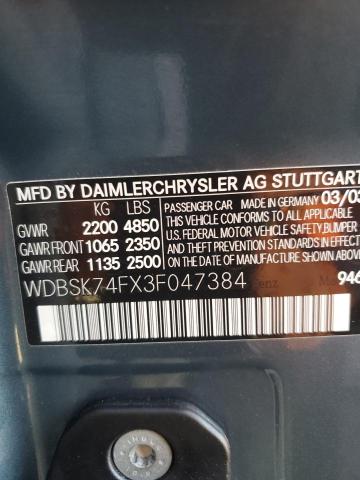 MFD BY DAIMLERCHRYSLER AG STUTTGART
KG LBS
GVWR 2200 4850
GAWR FRONT 1065 2350
GAWR REAR 1135 2500
PASSENGER CAR MADE IN GERMANY 03/03
THIS VEHICLE CONFORMS TO ALL APPLICABLE
U.S. FEDERAL MOTOR VEHICLE SAFETY, BUMPER
AND THEFT PREVENTION STANDARDS IN EFFECT
ON THE DATE OF MANUFACTURE SHOWN ABOVE
WDBSK74FX3F047384
946